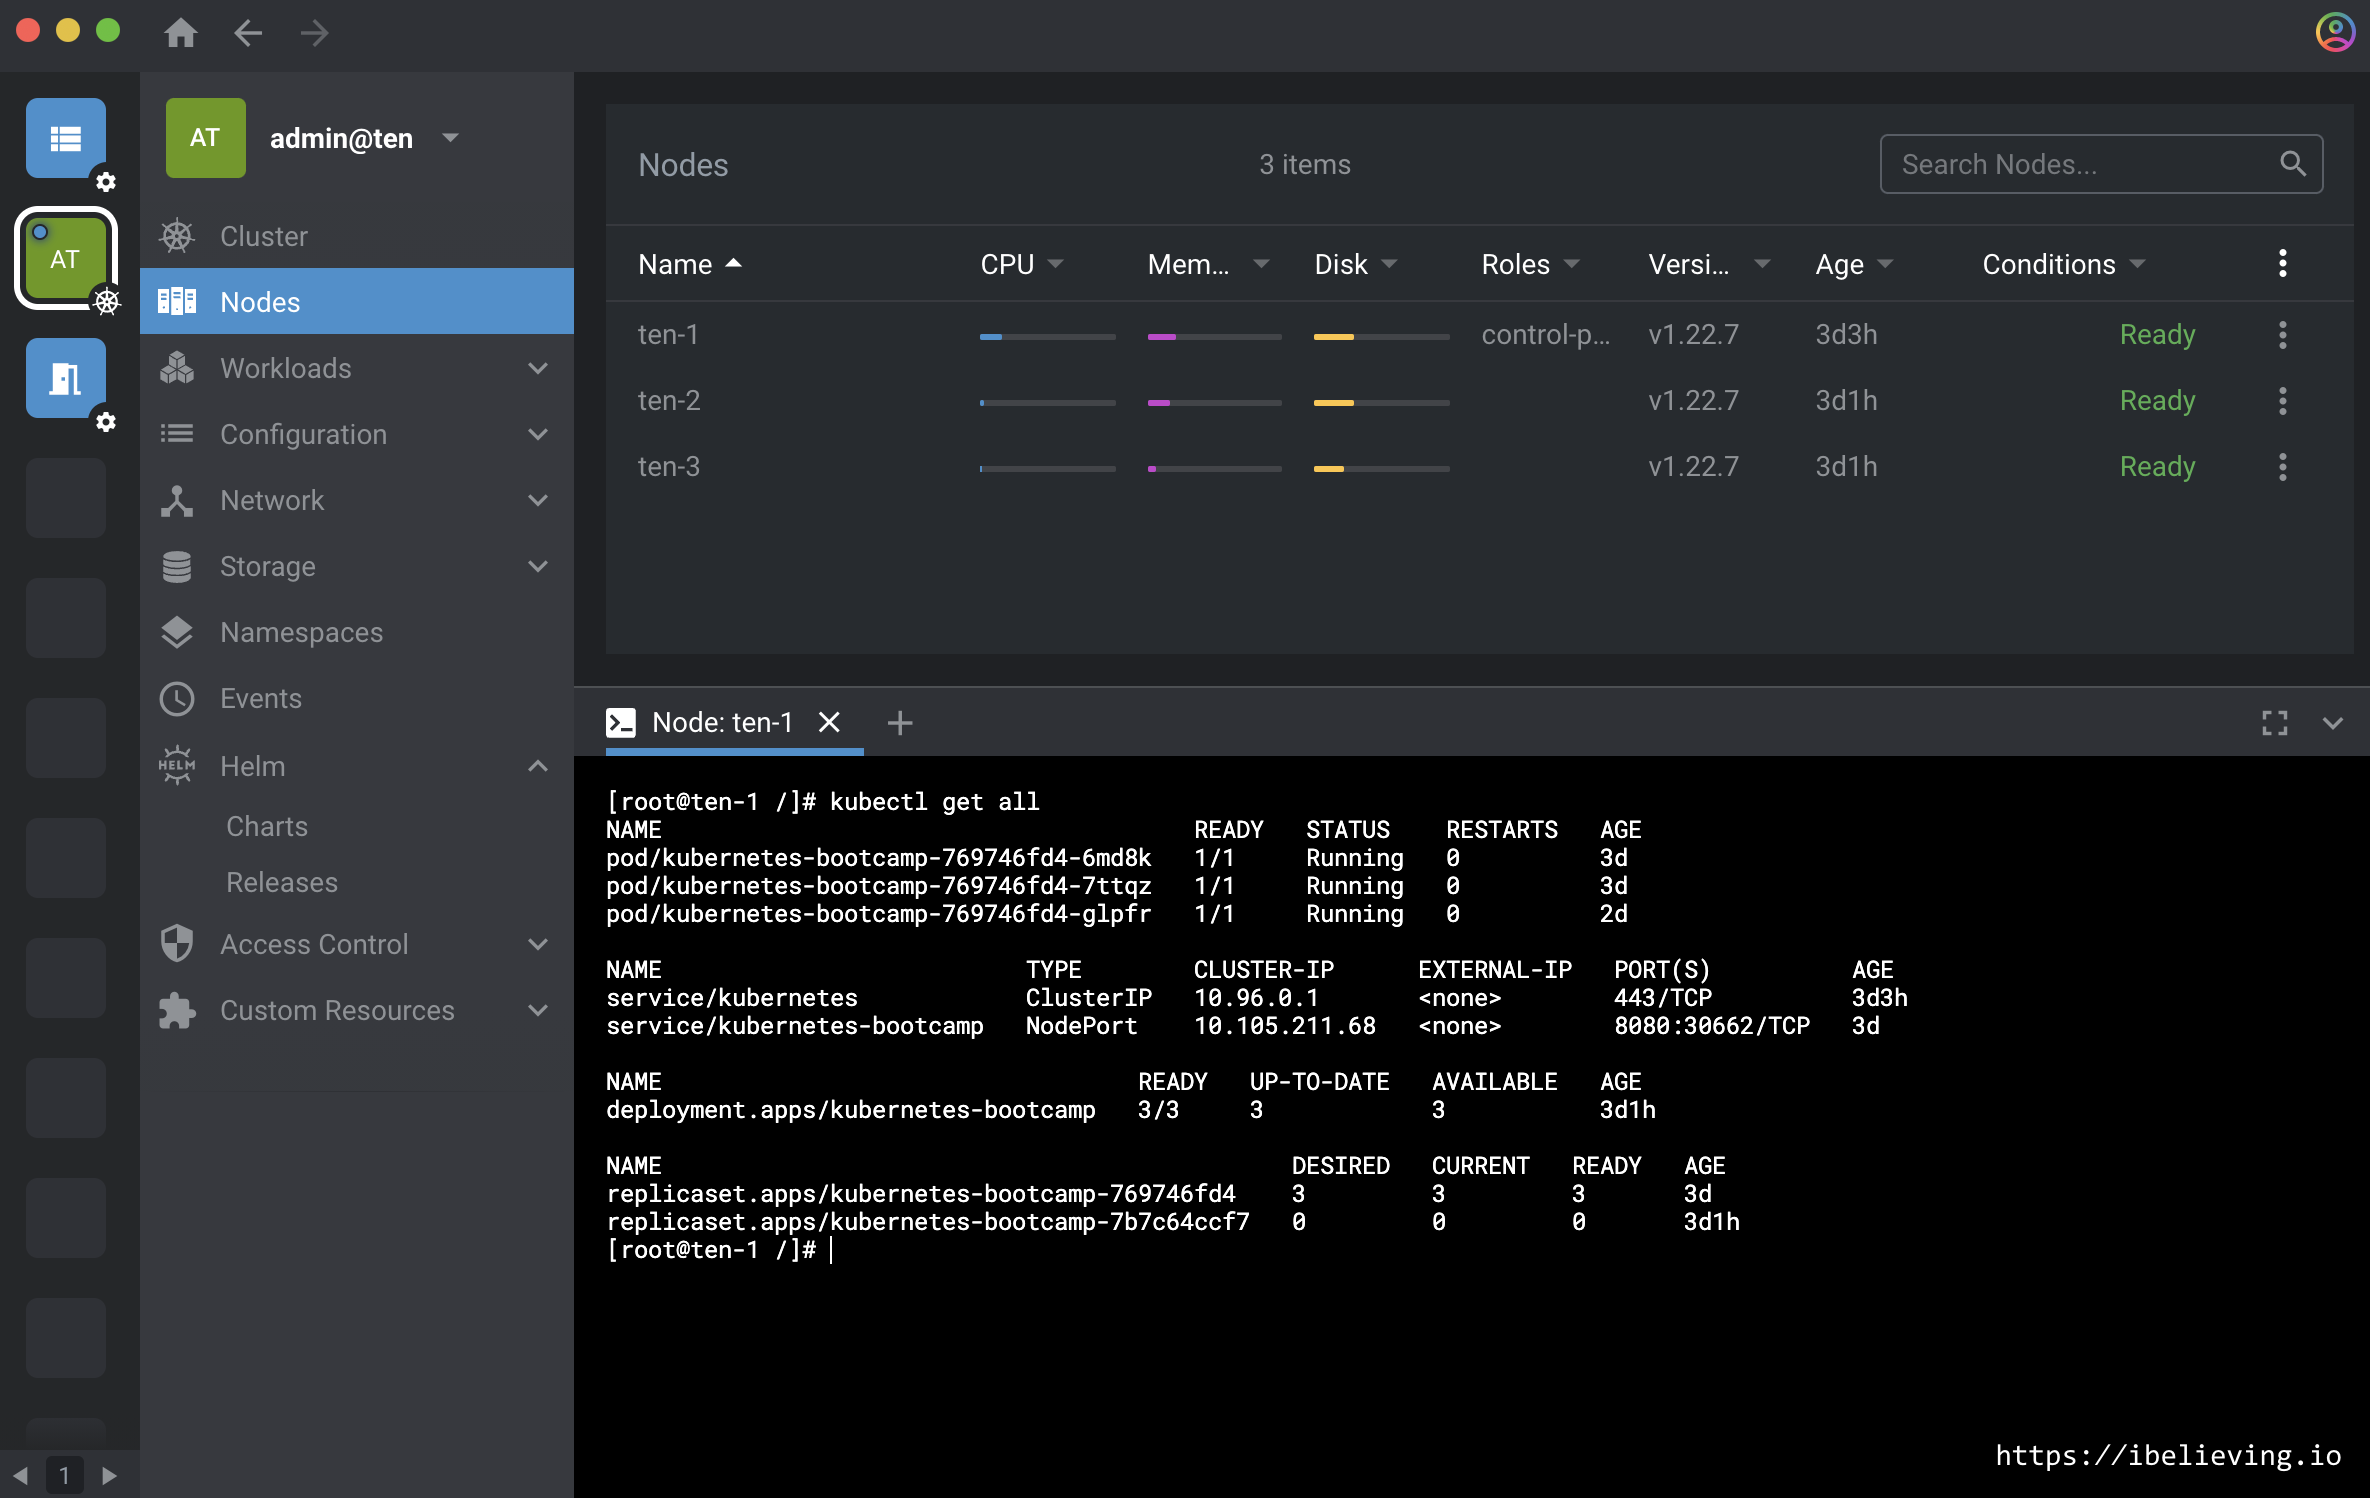 AT admin@ten
AT
Cluster
Nodes
Workloads
Configuration
Network
Storage
Namespaces
Events
HELM Helm
Charts
Releases
Access Control
Custom Resources
1
Nodes 3 items Search Nodes...
Name CPU Mem... Disk Roles Versi... Age Conditions
ten-1 control-p... v1.22.7 3d3h Ready
ten-2 v1.22.7 3d1h Ready
ten-3 v1.22.7 3d1h Ready
Node: ten-1
[root@ten-1 /]# kubectl get all
NAME READY STATUS RESTARTS AGE
pod/kubernetes-bootcamp-769746fd4-6md8k 1/1 Running 0 3d
pod/kubernetes-bootcamp-769746fd4-7ttqz 1/1 Running 0 3d
pod/kubernetes-bootcamp-769746fd4-glpfr 1/1 Running 0 2d
NAME TYPE CLUSTER-IP EXTERNAL-IP PORT(S) AGE
service/kubernetes ClusterIP 10.96.0.1 <none> 443/TCP 3d3h
service/kubernetes-bootcamp NodePort 10.105.211.68 <none> 8080:30662/TCP 3d
NAME READY UP-TO-DATE AVAILABLE AGE
deployment.apps/kubernetes-bootcamp 3/3 3 3 3d1h
NAME DESIRED CURRENT READY AGE
replicaset.apps/kubernetes-bootcamp-769746fd4 3 3 3 3d
replicaset.apps/kubernetes-bootcamp-7b7c64ccf7 0 0 0 3d1h
[root@ten-1 /]#
https://ibelieving.io